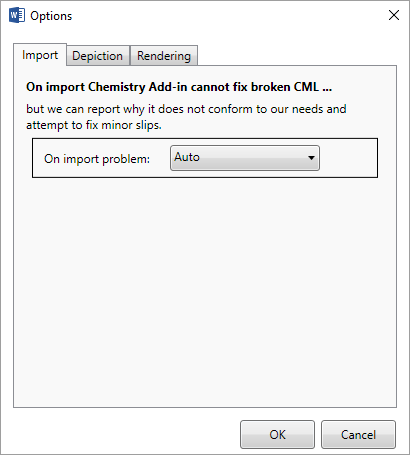 Options
Import Depiction Rendering
On import Chemistry Add-in cannot fix broken CML ...
but we can report why it does not conform to our needs and
attempt to fix minor slips.
On import problem: Auto
OK Cancel